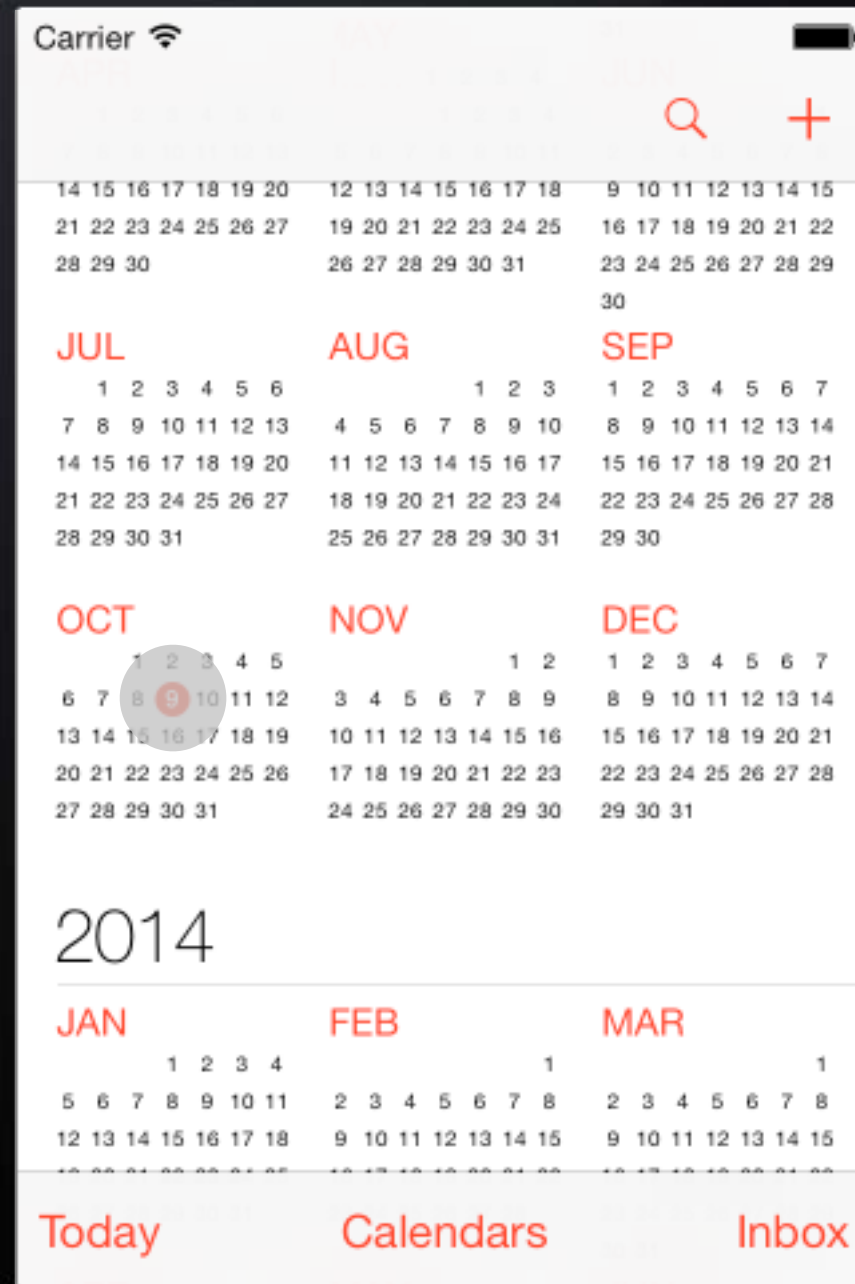 Carrier
14 15 16 17 18 19 20 12 13 14 15 16 17 18 9 10 11 12 13 14 15
21 22 23 24 25 26 27 19 20 21 22 23 24 25 16 17 18 19 20 21 22
28 29 30 26 27 28 29 30 31 23 24 25 26 27 28 29
30
JUL AUG SEP
1 2 3 4 5 6 1 2 3 1 2 3 4 5 6 7
7 8 9 10 11 12 13 4 5 6 7 8 9 10 8 9 10 11 12 13 14
14 15 16 17 18 19 20 11 12 13 14 15 16 17 15 16 17 18 19 20 21
21 22 23 24 25 26 27 18 19 20 21 22 23 24 22 23 24 25 26 27 28
28 29 30 31 25 26 27 28 29 30 31 29 30
OCT NOV DEC
1 2 3 4 5 1 2 1 2 3 4 5 6 7
6 7 8 9 10 11 12 3 4 5 6 7 8 9 8 9 10 11 12 13 14
13 14 15 16 17 18 19 10 11 12 13 14 15 16 15 16 17 18 19 20 21
20 21 22 23 24 25 26 17 18 19 20 21 22 23 22 23 24 25 26 27 28
27 28 29 30 31 24 25 26 27 28 29 30 29 30 31
2014
JAN FEB MAR
1 2 3 4 1 1
5 6 7 8 9 10 11 2 3 4 5 6 7 8 2 3 4 5 6 7 8
12 13 14 15 16 17 18 9 10 11 12 13 14 15 9 10 11 12 13 14 15
Today Calendars Inbox